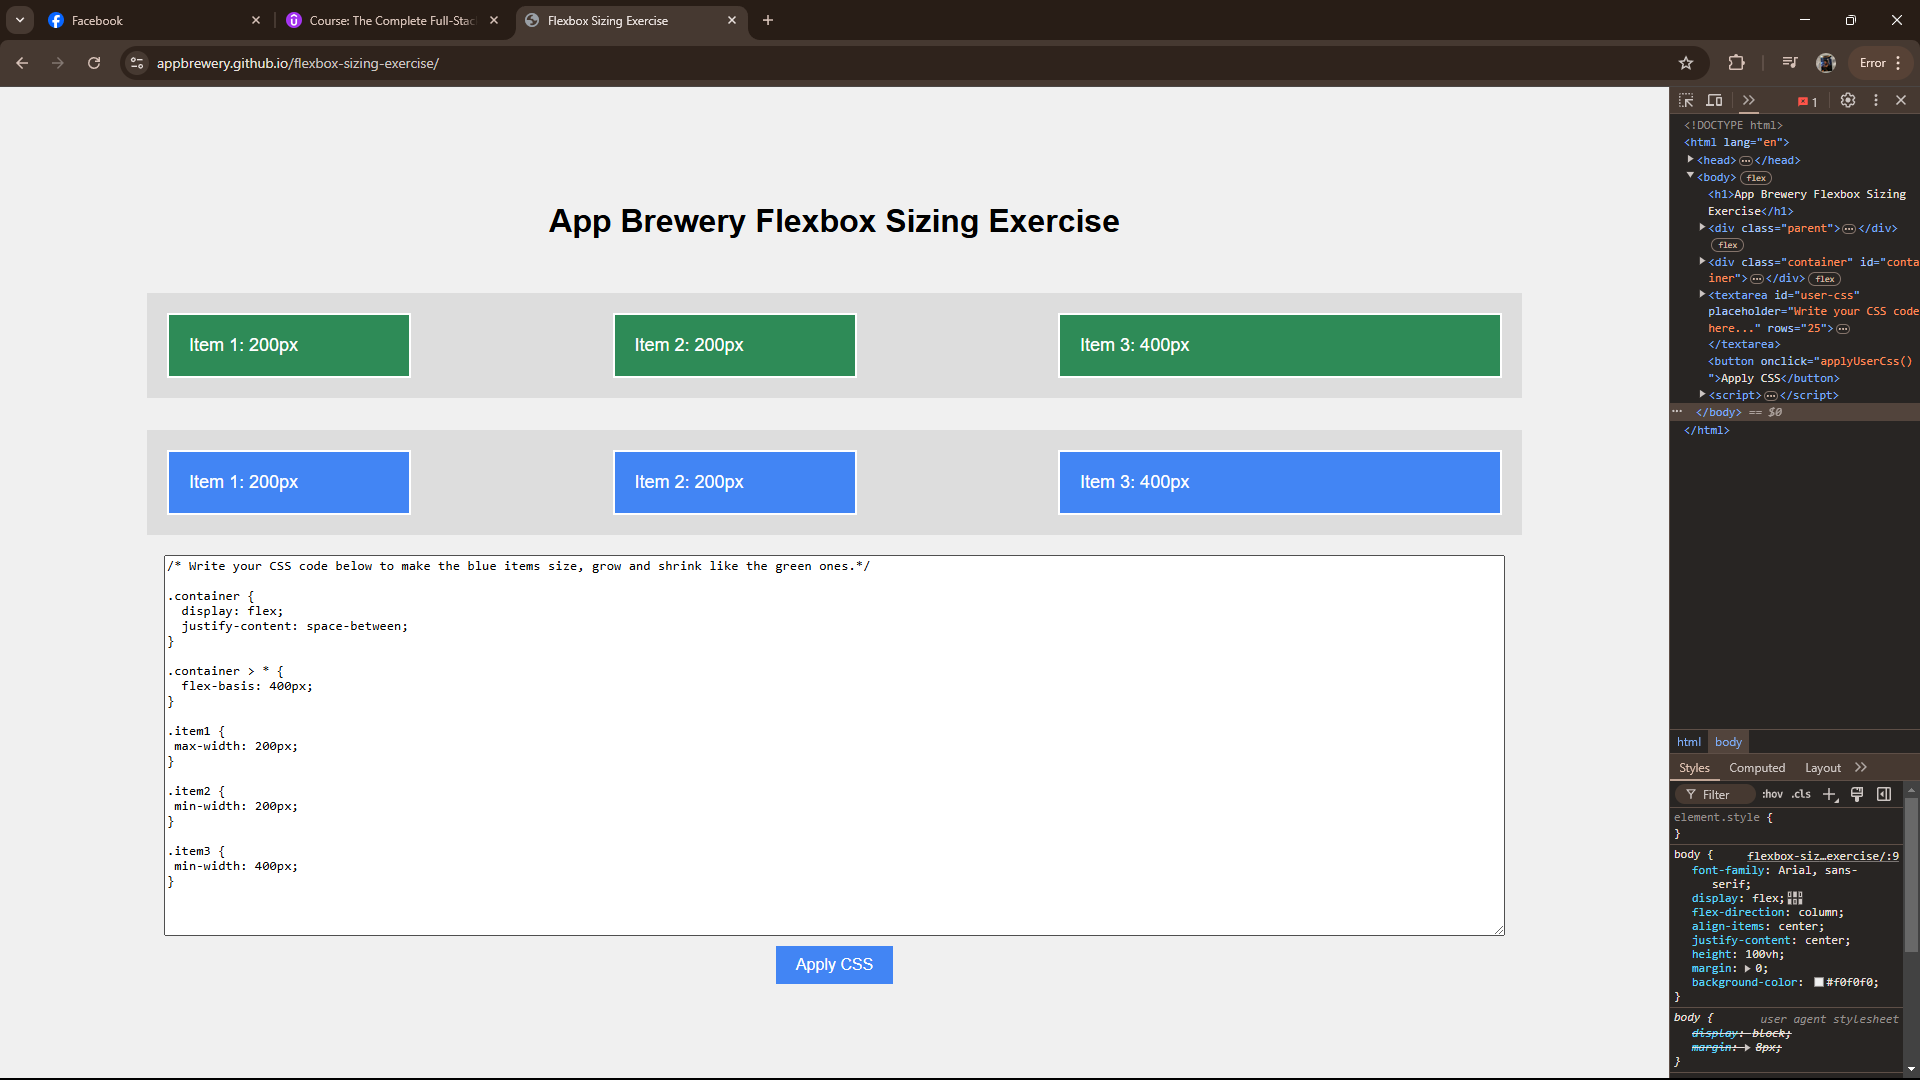 Facebook
Course: The Complete Full-Stac
Flexbox Sizing Exercise
appbrewery.github.io/flexbox-sizing-exercise/
Error
1
App Brewery Flexbox Sizing Exercise
Item 1: 200px
Item 2: 200px
Item 3: 400px
Item 1: 200px
Item 2: 200px
Item 3: 400px
/* Write your CSS code below to make the blue items size, grow and shrink like the green ones.*/
.container {
display: flex;
justify-content: space-between;
}
.container > * {
flex-basis: 400px;
}
.item1 {
max-width: 200px;
}
.item2 {
min-width: 200px;
}
.item3 {
min-width: 400px;
}
Apply CSS
<!DOCTYPE html>
<html lang="en">
<head>…</head>
<body> flex
<h1>App Brewery Flexbox Sizing
Exercise</h1>
<div class="parent">…</div>
flex
<div class="container" id="conta
iner">…</div> flex
<textarea id="user-css"
placeholder="Write your CSS code
here..." rows="25">…
</textarea>
<button onclick="applyUserCss()
">Apply CSS</button>
<script>…</script>
</body> == $0
</html>
html body
Styles Computed Layout
Filter :hov .cls
element.style {
}
body { flexbox-siz…exercise/:9
font-family: Arial, sans-
serif;
display: flex;
flex-direction: column;
align-items: center;
justify-content: center;
height: 100vh;
margin: 0;
background-color: #f0f0f0;
}
body { user agent stylesheet
display: block;
margin: 8px;
}